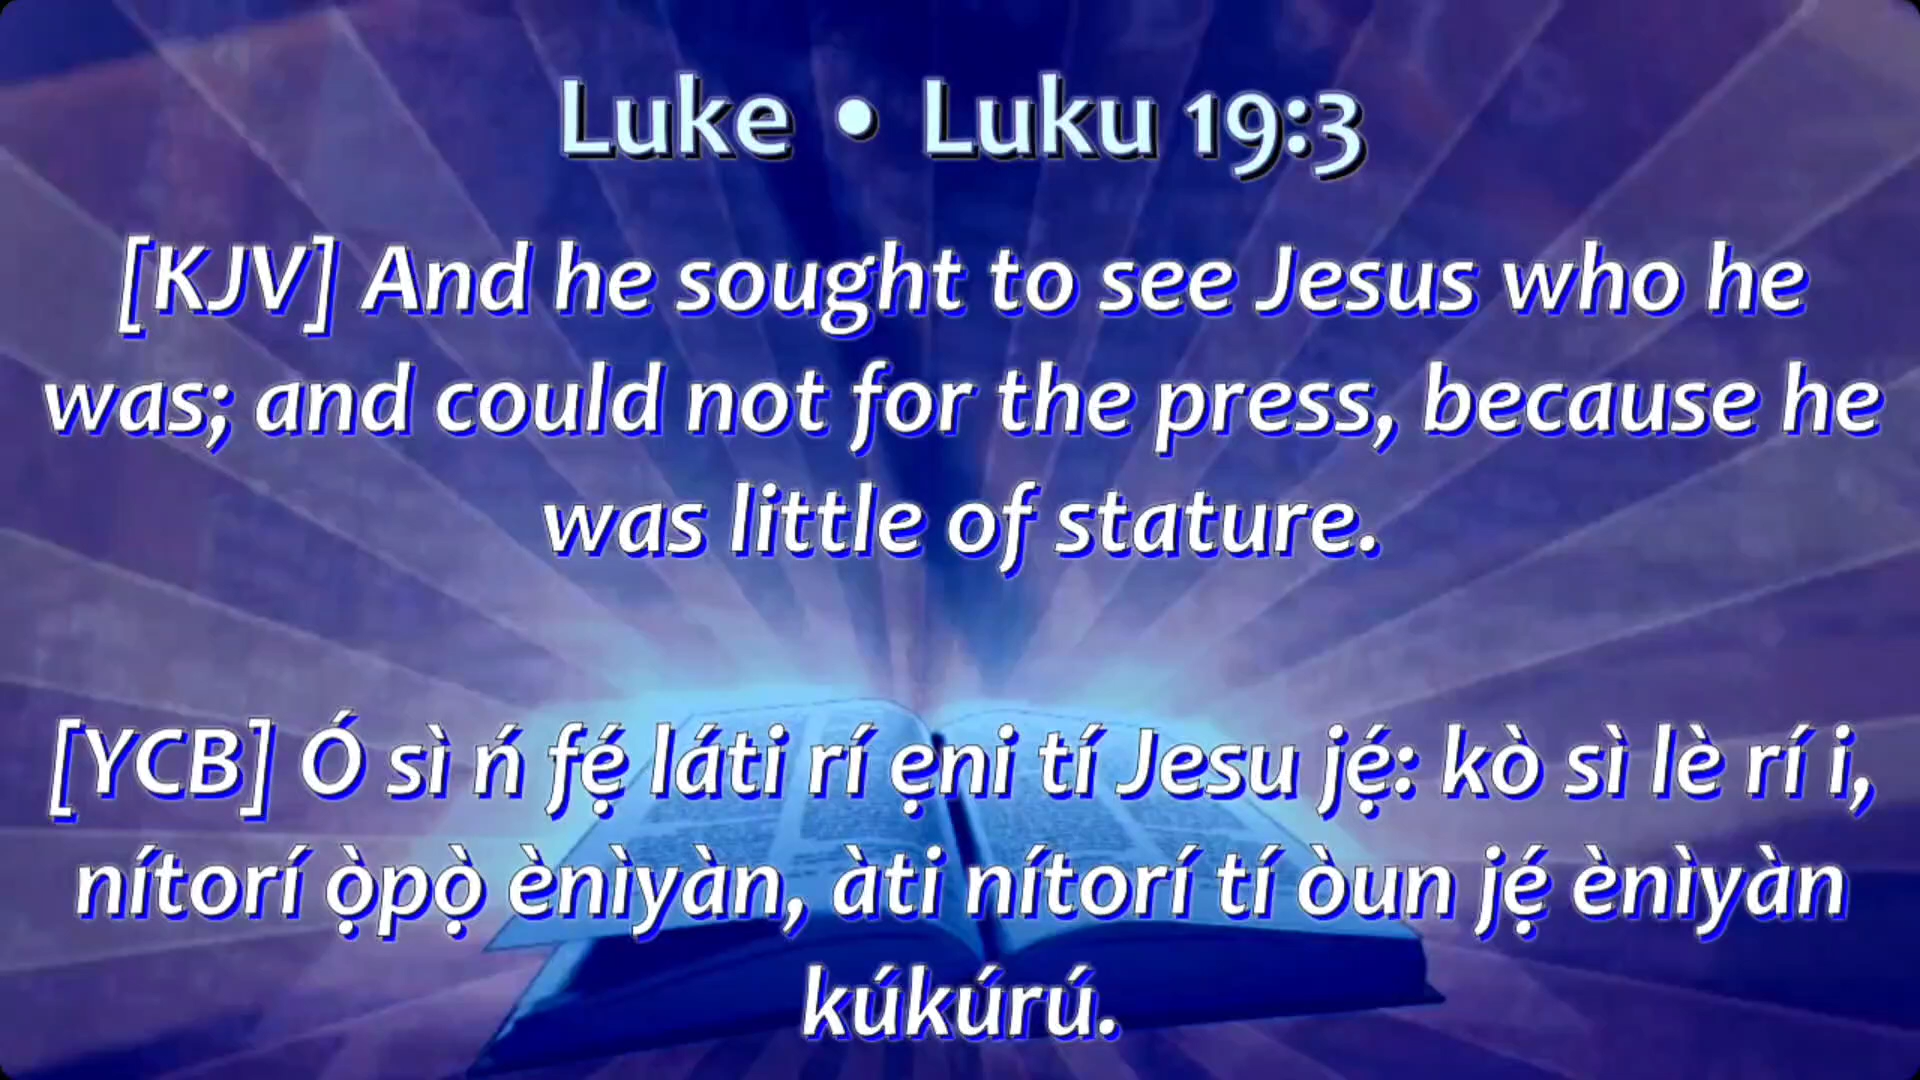 Luke • Luku 19:3
[KJV] And he sought to see Jesus who he
was; and could not for the press, because he
was little of stature.
[YCB] Ó sì ń fẹ́ láti rí ẹni tí Jesu jẹ́: kò sì lè rí i,
nítorí ọ̀pọ̀ ènìyàn, àti nítorí tí òun jẹ́ ènìyàn
kúkúrú.